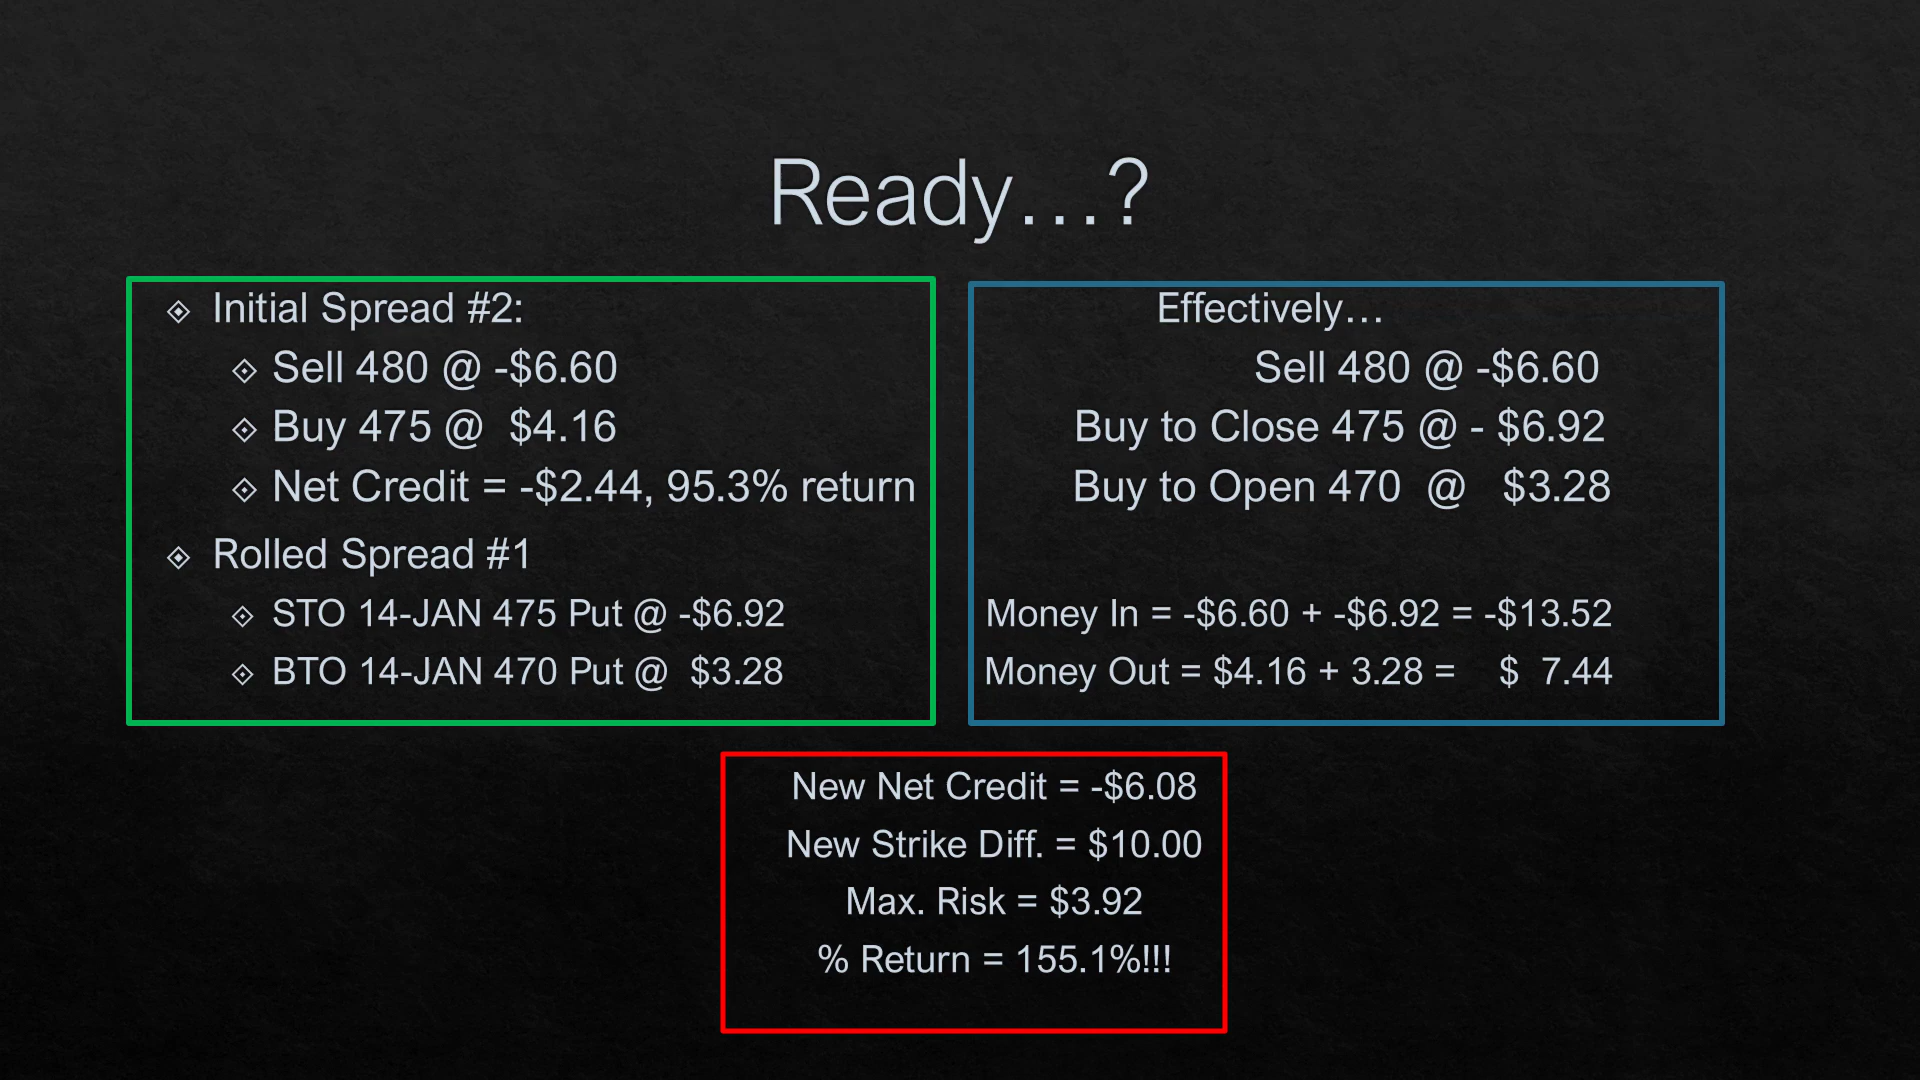 Ready…?
Initial Spread #2:
Sell 480 @ -$6.60
Buy 475 @ $4.16
Net Credit = -$2.44, 95.3% return
Rolled Spread #1
STO 14-JAN 475 Put @ -$6.92
BTO 14-JAN 470 Put @ $3.28
Effectively…
Sell 480 @ -$6.60
Buy to Close 475 @ - $6.92
Buy to Open 470 @ $3.28
Money In = -$6.60 + -$6.92 = -$13.52
Money Out = $4.16 + 3.28 = $ 7.44
New Net Credit = -$6.08
New Strike Diff. = $10.00
Max. Risk = $3.92
% Return = 155.1%!!!